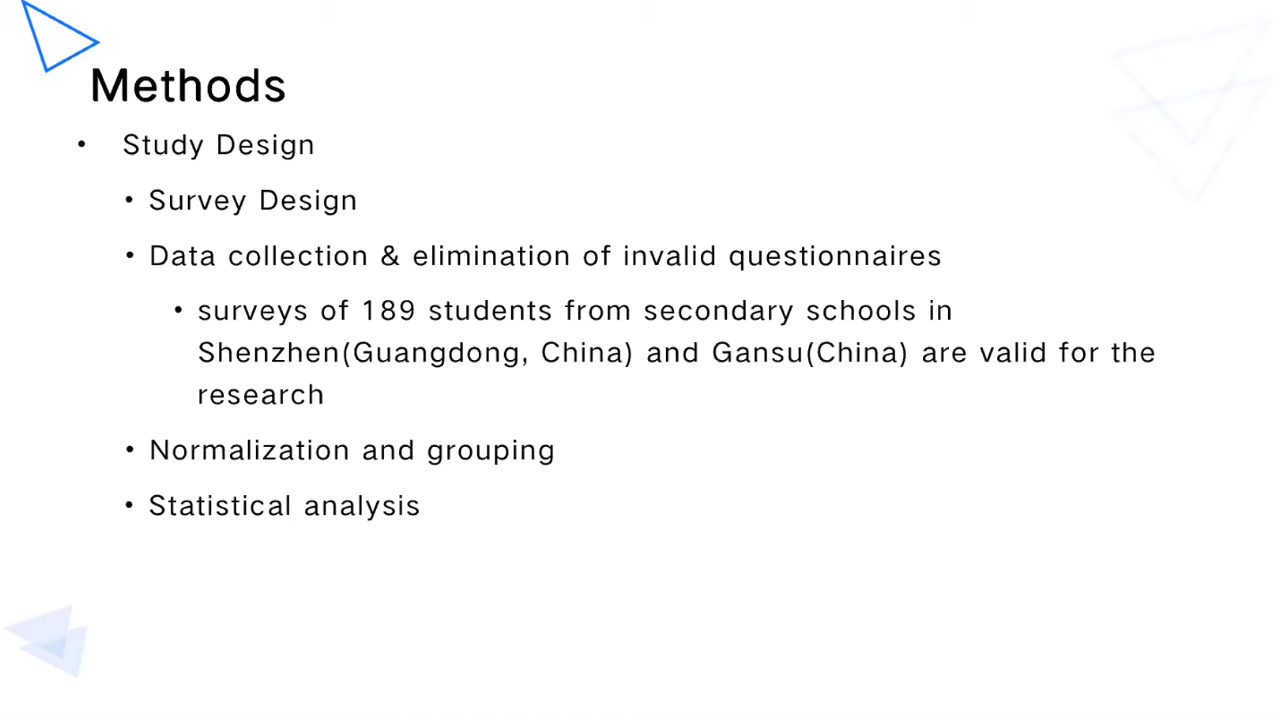 Methods
• Study Design
• Survey Design
• Data collection & elimination of invalid questionnaires
• surveys of 189 students from secondary schools in
Shenzhen(Guangdong, China) and Gansu(China) are valid for the
research
• Normalization and grouping
• Statistical analysis